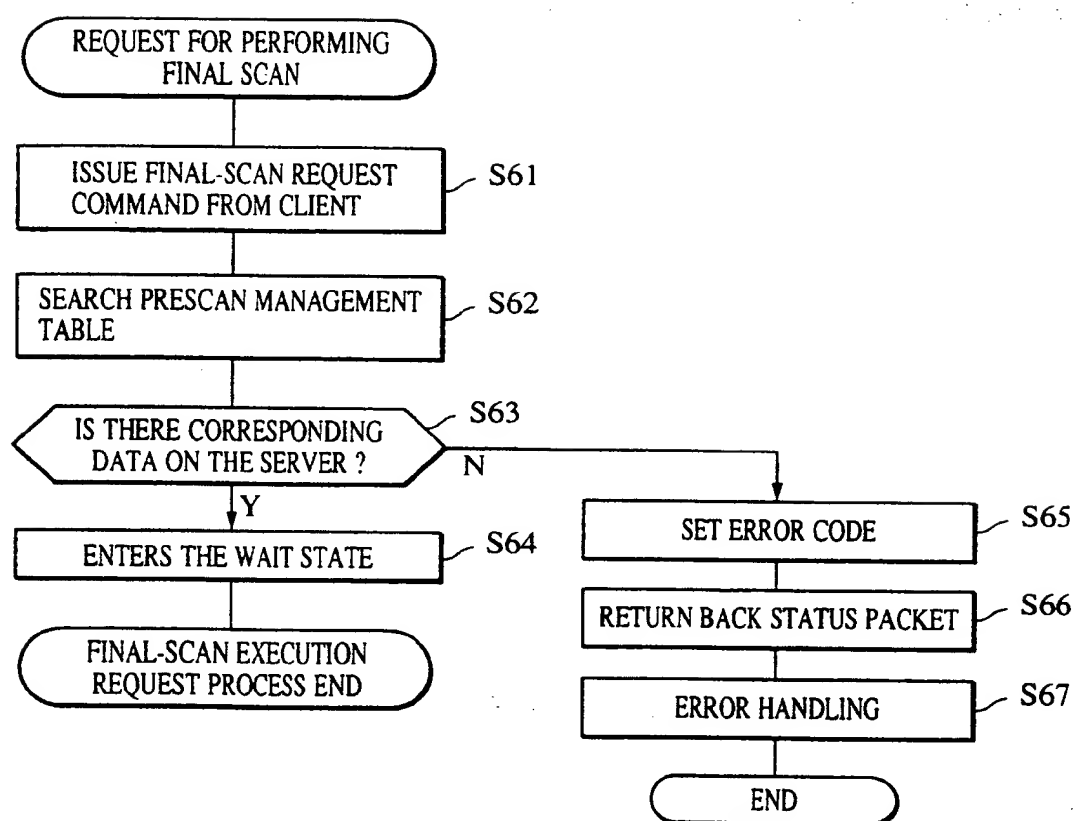 REQUEST FOR PERFORMING
FINAL SCAN
ISSUE FINAL-SCAN REQUEST
COMMAND FROM CLIENT
S61
SEARCH PRESCAN MANAGEMENT
TABLE
S62
IS THERE CORRESPONDING
DATA ON THE SERVER ?
S63
N
Y
ENTERS THE WAIT STATE
S64
FINAL-SCAN EXECUTION
REQUEST PROCESS END
SET ERROR CODE
S65
RETURN BACK STATUS PACKET
S66
ERROR HANDLING
S67
END